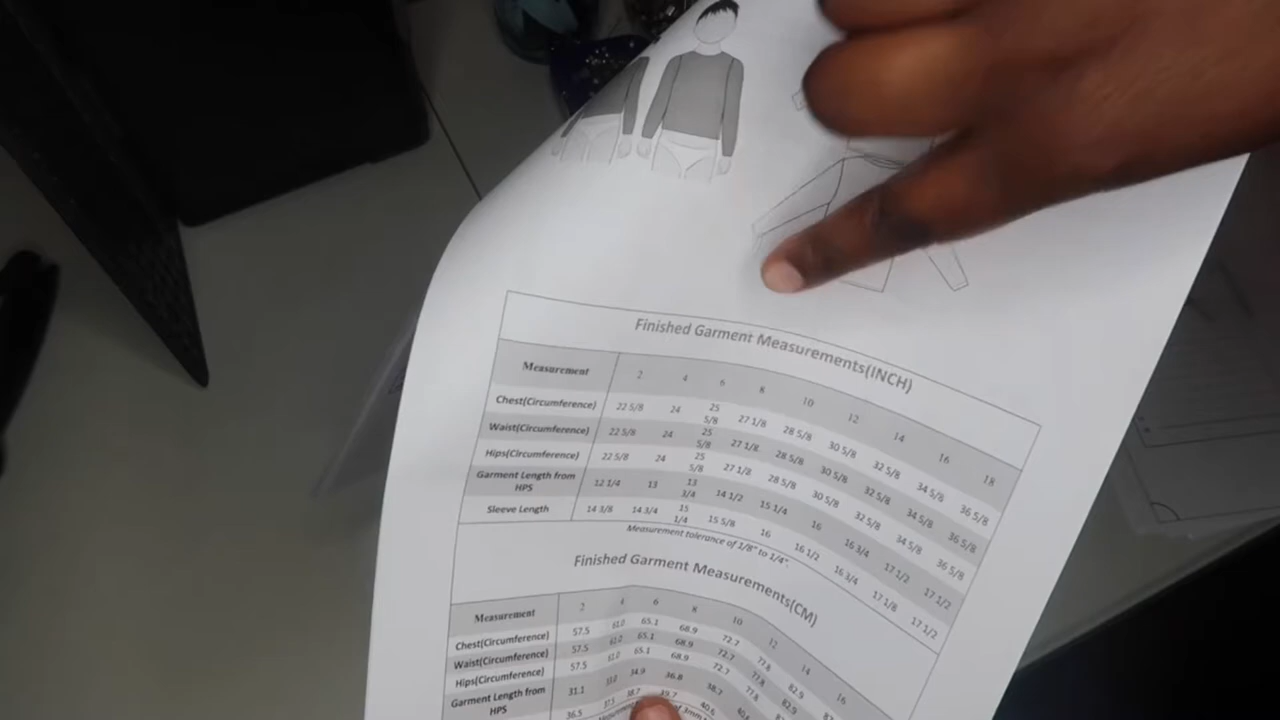 Finished Garment Measurements(INCH)
Measurement 2 4 6 8 10 12 14 16 18
Chest(Circumference) 22 5/8 24 25 5/8 27 1/8 28 5/8 30 5/8 32 5/8 34 5/8 36 5/8
Waist(Circumference) 22 5/8 24 25 5/8 27 1/8 28 5/8 30 5/8 32 5/8 34 5/8 36 5/8
Hips(Circumference) 22 5/8 24 25 5/8 27 1/8 28 5/8 30 5/8 32 5/8 34 5/8 36 5/8
Garment Length from HPS 12 1/4 13 13 3/4 14 1/2 15 1/4 16 16 3/4 17 1/2 17 1/2
Sleeve Length 14 3/8 14 3/4 15 1/4 15 5/8 16 16 1/2 16 3/4 17 1/8 17 1/2
Measurement tolerance of 1/8" to 1/4".
Finished Garment Measurements(CM)
Measurement 2 4 6 8 10 12 14 16
Chest(Circumference) 57.5 61.0 65.1 68.9 72.7 77.8 82.9
Waist(Circumference) 57.5 61.0 65.1 68.9 72.7 77.8 82.9
Hips(Circumference) 57.5 61.0 65.1 68.9 72.7 77.8
Garment Length from HPS 31.1 33.0 34.9 36.8 38.7 40.6
36.5 37.5 38.7 39.7 40.6